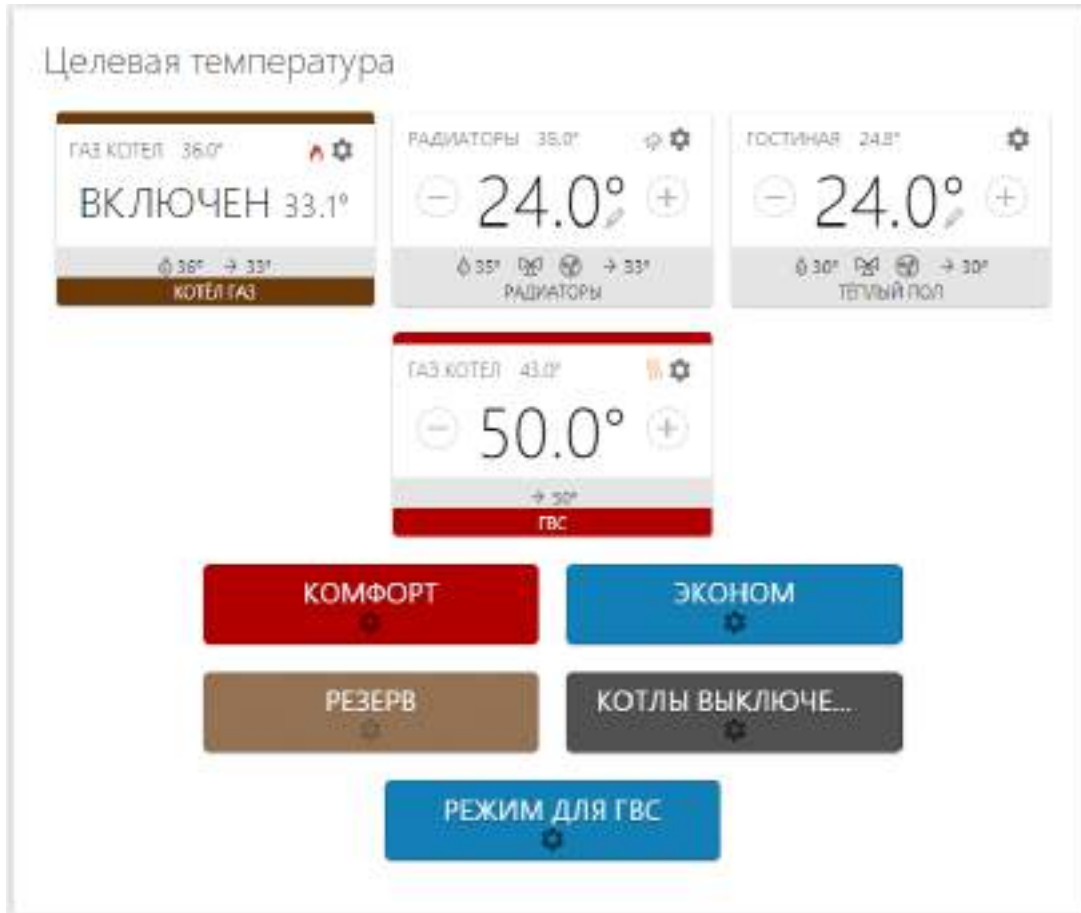 Целевая температура
ГАЗ КОТЕЛ 36.0°
ВКЛЮЧЕН 33.1°
36° → 33°
КОТЁЛ ГАЗ
РАДИАТОРЫ 35.0°
− 24.0° +
35° → 33°
РАДИАТОРЫ
ГОСТИНАЯ 24.8°
− 24.0° +
30° → 30°
ТЁПЛЫЙ ПОЛ
ГАЗ КОТЕЛ 43.0°
− 50.0° +
→ 50°
ГВС
КОМФОРТ
ЭКОНОМ
РЕЗЕРВ
КОТЛЫ ВЫКЛЮЧЕ...
РЕЖИМ ДЛЯ ГВС